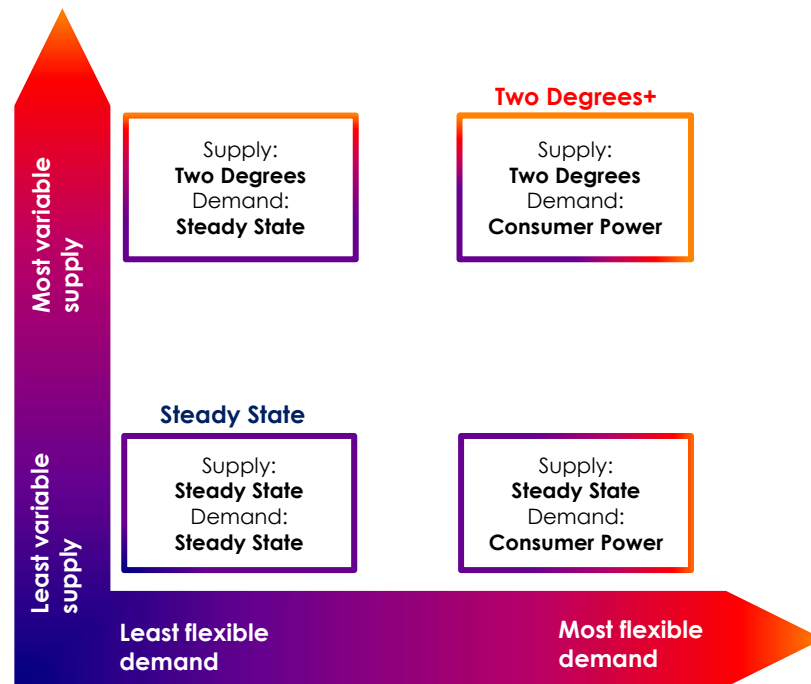 Most variable
supply
Two Degrees+
Supply:
Two Degrees
Demand:
Steady State
Supply:
Two Degrees
Demand:
Consumer Power
Least variable
supply
Steady State
Supply:
Steady State
Demand:
Steady State
Supply:
Steady State
Demand:
Consumer Power
Least flexible
demand
Most flexible
demand